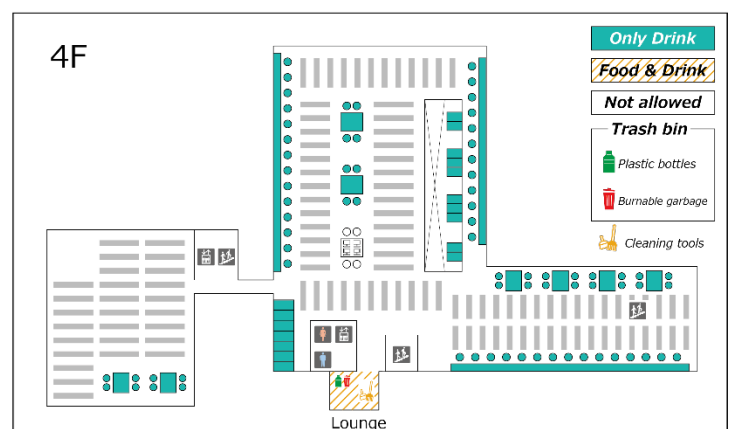 4F
Only Drink
Food & Drink
Not allowed
Trash bin
Plastic bottles
Burnable garbage
Cleaning tools
Lounge